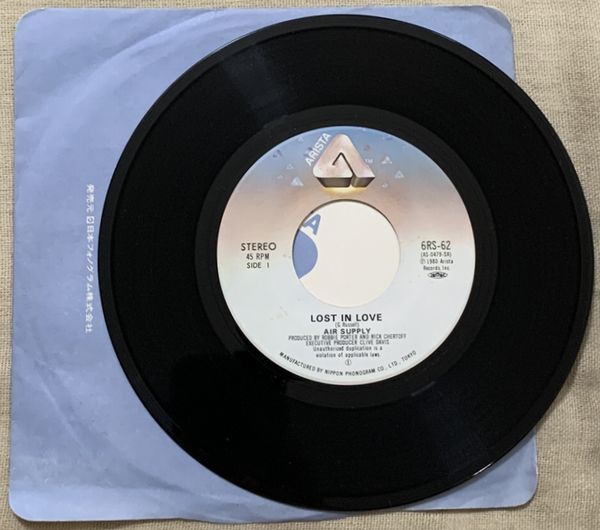 発売元 日本フォノグラム株式会社
ARISTA
TM
STEREO
45 RPM
SIDE 1
6RS-62
(AS-0479-SA)
Ⓟ 1980 Arista
Records, Inc.
LOST IN LOVE
(G Russell)
AIR SUPPLY
PRODUCED BY ROBBIE PORTER AND RICK CHERTOFF
EXECUTIVE PRODUCER CLIVE DAVIS
Unauthorized duplication is a
violation of applicable laws.
①
MANUFACTURED BY NIPPON PHONOGRAM CO., LTD., TOKYO